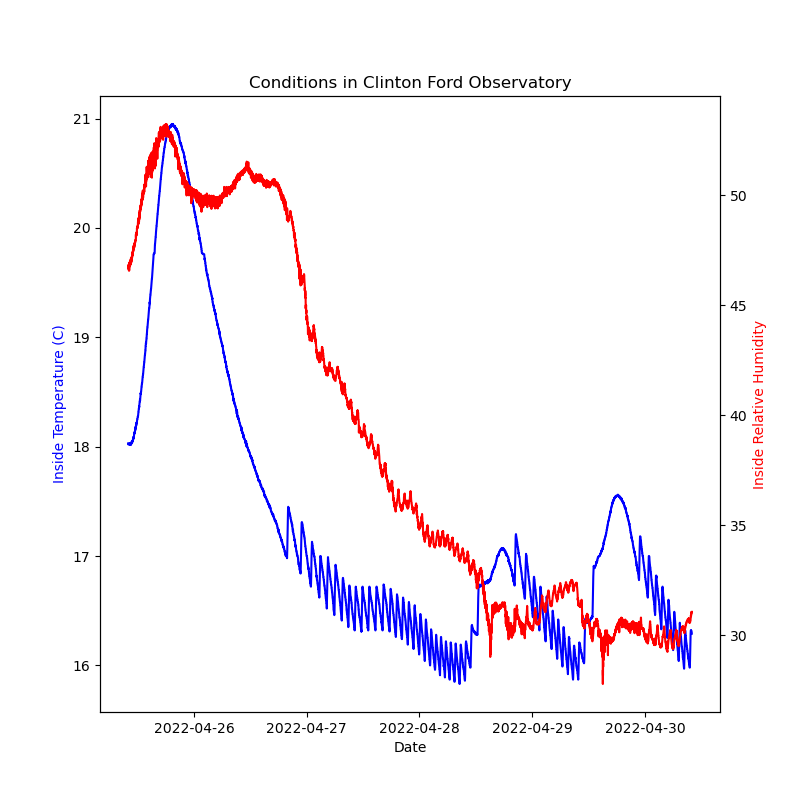 Conditions in Clinton Ford Observatory
21
20
19
18
17
16
Inside Temperature (C)
50
45
40
35
30
Inside Relative Humidity
2022-04-26 2022-04-27 2022-04-28 2022-04-29 2022-04-30
Date